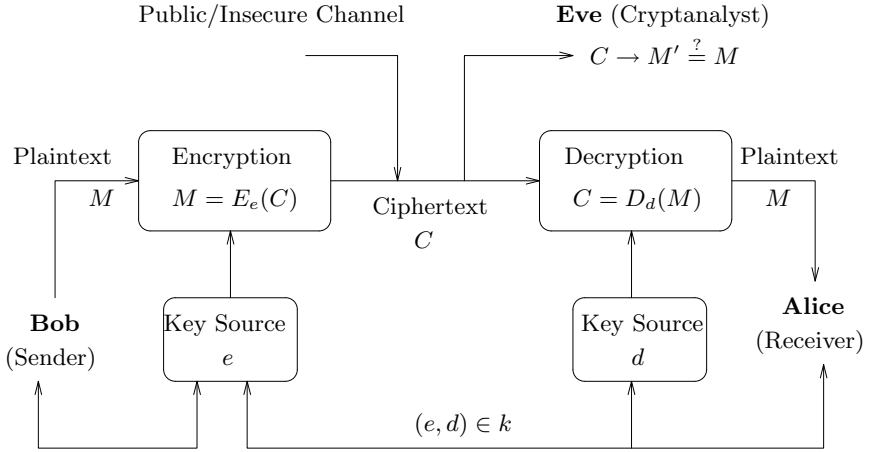 Public/Insecure Channel
Eve (Cryptanalyst)
C → M′ ≟ M
Plaintext
M
Encryption
M = E_e(C)
Ciphertext
C
Decryption
C = D_d(M)
Plaintext
M
Bob
(Sender)
Key Source
e
Key Source
d
Alice
(Receiver)
(e, d) ∈ k